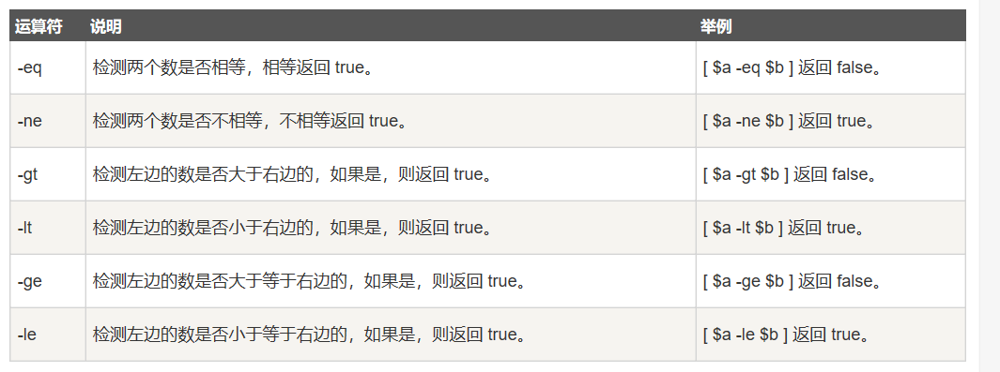 运算符 说明 举例
-eq 检测两个数是否相等，相等返回 true。 [ $a -eq $b ] 返回 false。
-ne 检测两个数是否不相等，不相等返回 true。 [ $a -ne $b ] 返回 true。
-gt 检测左边的数是否大于右边的，如果是，则返回 true。 [ $a -gt $b ] 返回 false。
-lt 检测左边的数是否小于右边的，如果是，则返回 true。 [ $a -lt $b ] 返回 true。
-ge 检测左边的数是否大于等于右边的，如果是，则返回 true。 [ $a -ge $b ] 返回 false。
-le 检测左边的数是否小于等于右边的，如果是，则返回 true。 [ $a -le $b ] 返回 true。